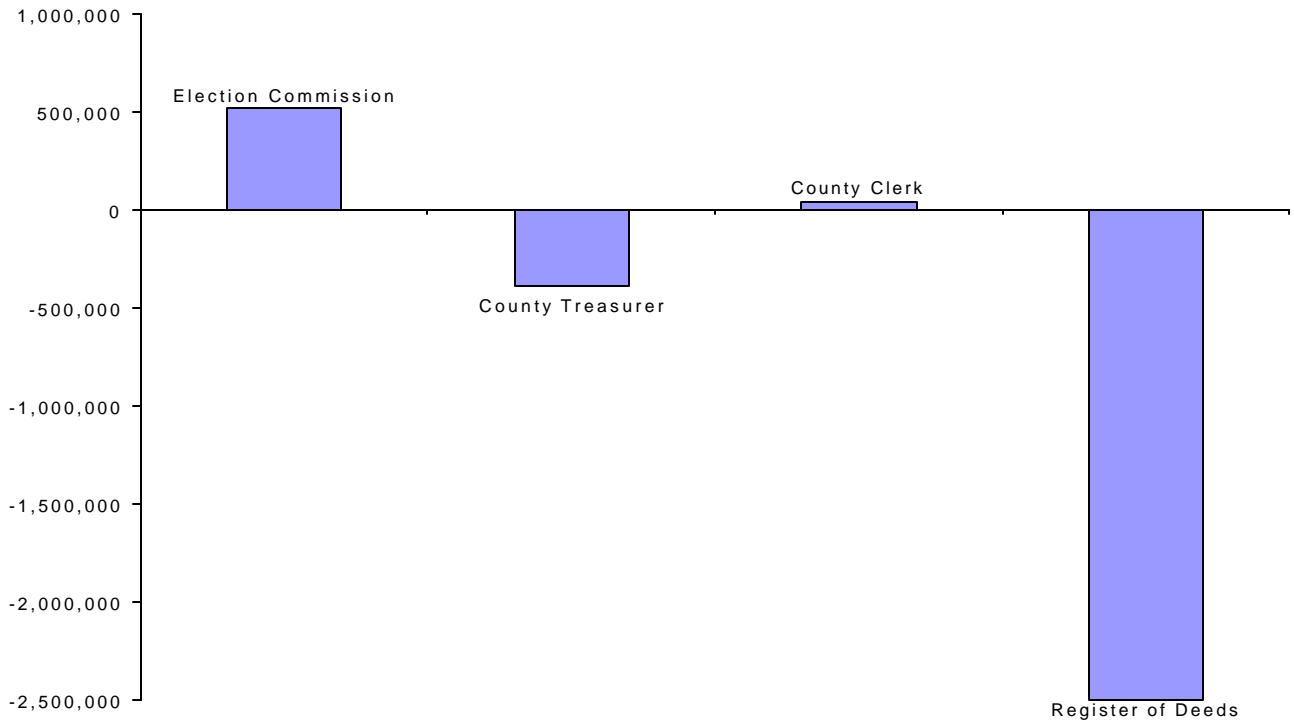 1,000,000
Election Commission
500,000
County Clerk
0
County Treasurer
-500,000
-1,000,000
-1,500,000
-2,000,000
-2,500,000
Register of Deeds